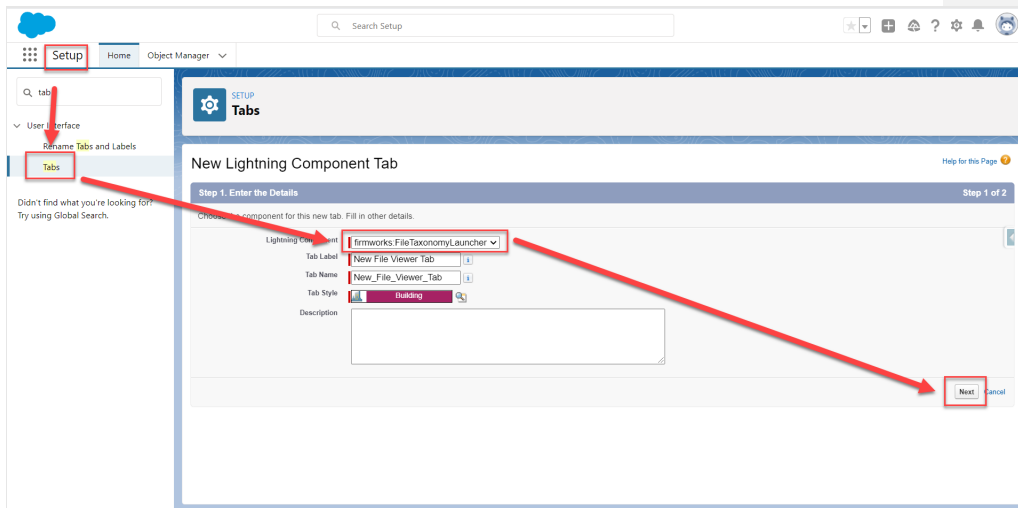 Search Setup
Setup
Home
Object Manager
tab
User Interface
Rename Tabs and Labels
Tabs
Didn't find what you're looking for?
Try using Global Search.
SETUP
Tabs
New Lightning Component Tab
Help for this Page
Step 1. Enter the Details
Step 1 of 2
Choose the component for this new tab. Fill in other details.
Lightning Component
firmworks:FileTaxonomyLauncher
Tab Label
New File Viewer Tab
Tab Name
New_File_Viewer_Tab
Tab Style
Building
Description
Next
Cancel